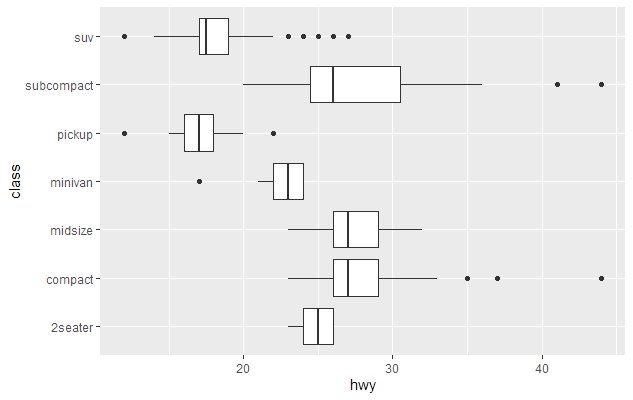 suv
subcompact
pickup
minivan
midsize
compact
2seater
class
20 30 40
hwy